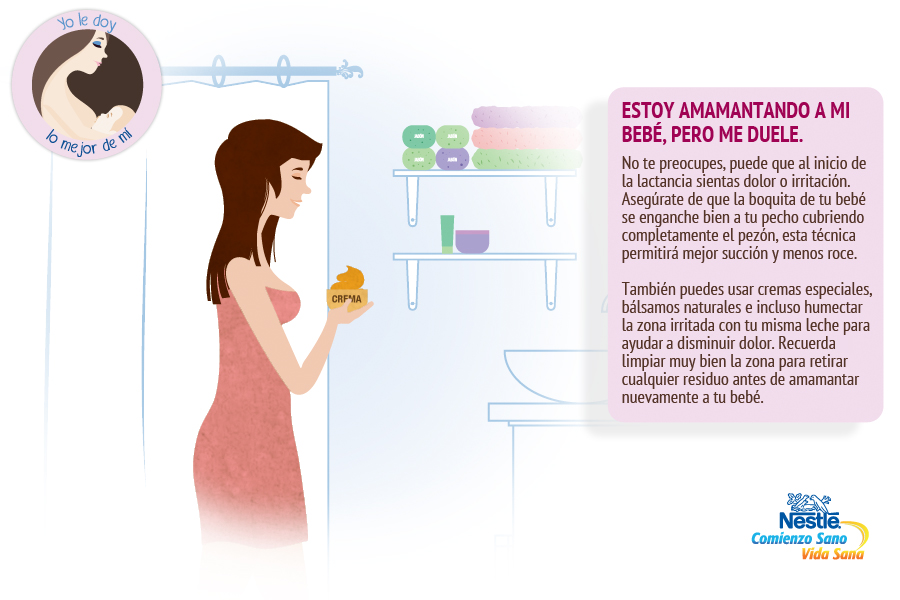 Yo le doy
lo mejor de mí
ESTOY AMAMANTANDO A MI
BEBÉ, PERO ME DUELE.
No te preocupes, puede que al inicio de
la lactancia sientas dolor o irritación.
Asegúrate de que la boquita de tu bebé
se enganche bien a tu pecho cubriendo
completamente el pezón, esta técnica
permitirá mejor succión y menos roce.
También puedes usar cremas especiales,
bálsamos naturales e incluso humectar
la zona irritada con tu misma leche para
ayudar a disminuir dolor. Recuerda
limpiar muy bien la zona para retirar
cualquier residuo antes de amamantar
nuevamente a tu bebé.
CREMA
Nestlé
Comienzo Sano
Vida Sana